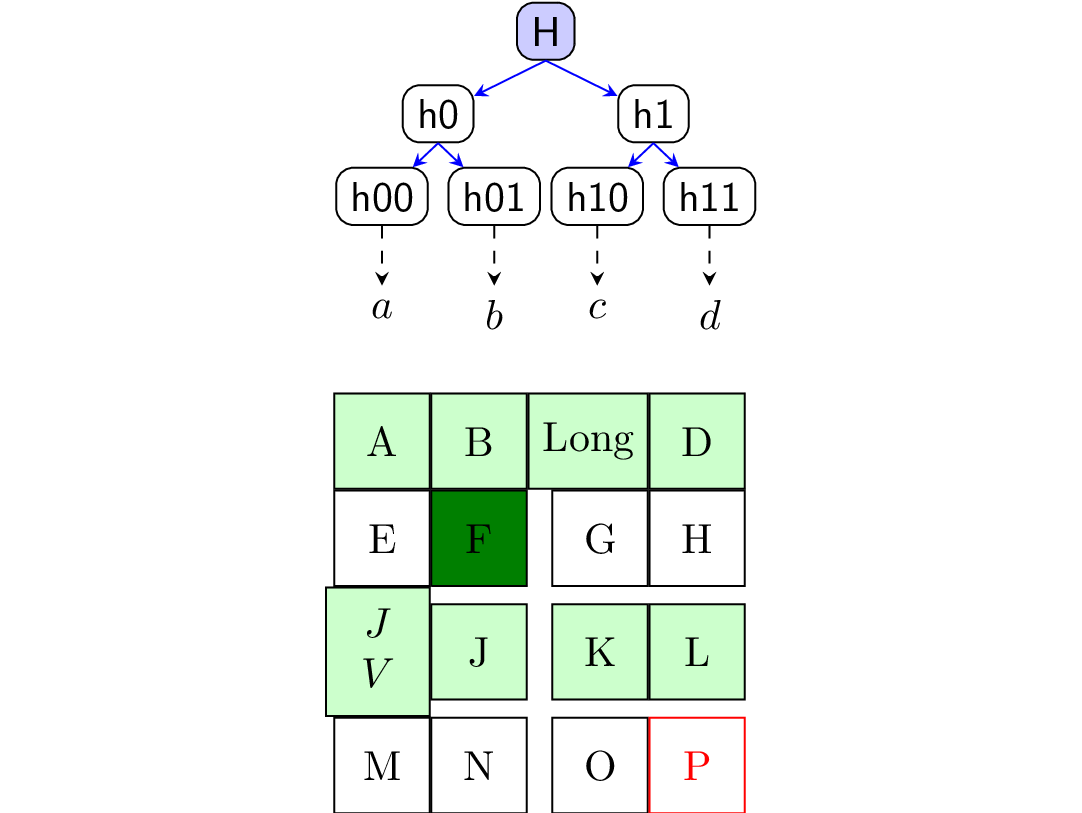 H
h0 h1
h00 h01 h10 h11
a b c d
A B Long D
E F G H
J
V
J K L
M N O P